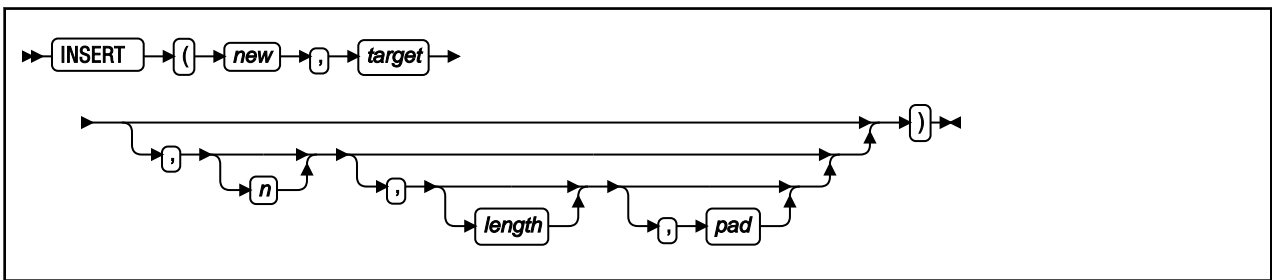 INSERT ( new , target
)
, n
, length , pad